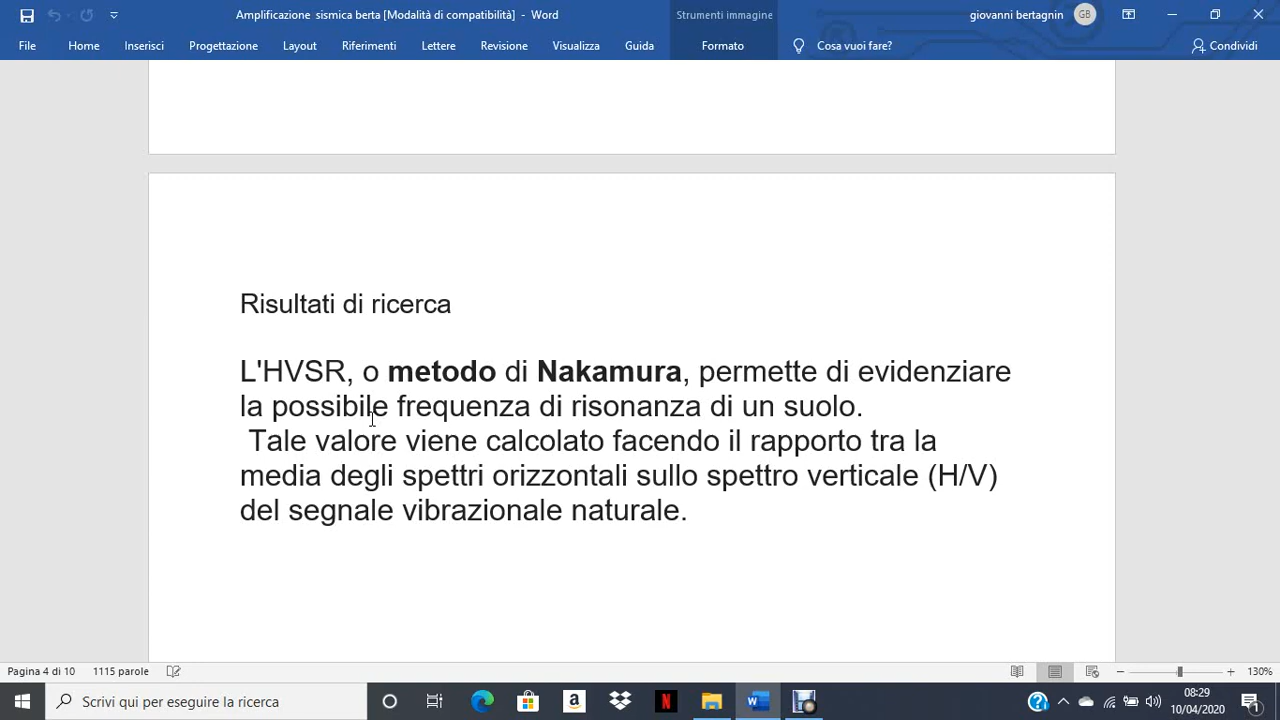 Amplificazione sismica berta [Modalità di compatibilità] - Word
Strumenti immagine
giovanni bertagnin
GB
File
Home
Inserisci
Progettazione
Layout
Riferimenti
Lettere
Revisione
Visualizza
Guida
Formato
Cosa vuoi fare?
Condividi
Risultati di ricerca
L'HVSR, o metodo di Nakamura, permette di evidenziare
la possibile frequenza di risonanza di un suolo.
Tale valore viene calcolato facendo il rapporto tra la
media degli spettri orizzontali sullo spettro verticale (H/V)
del segnale vibrazionale naturale.
Pagina 4 di 10
1115 parole
130%
Scrivi qui per eseguire la ricerca
08:29
10/04/2020